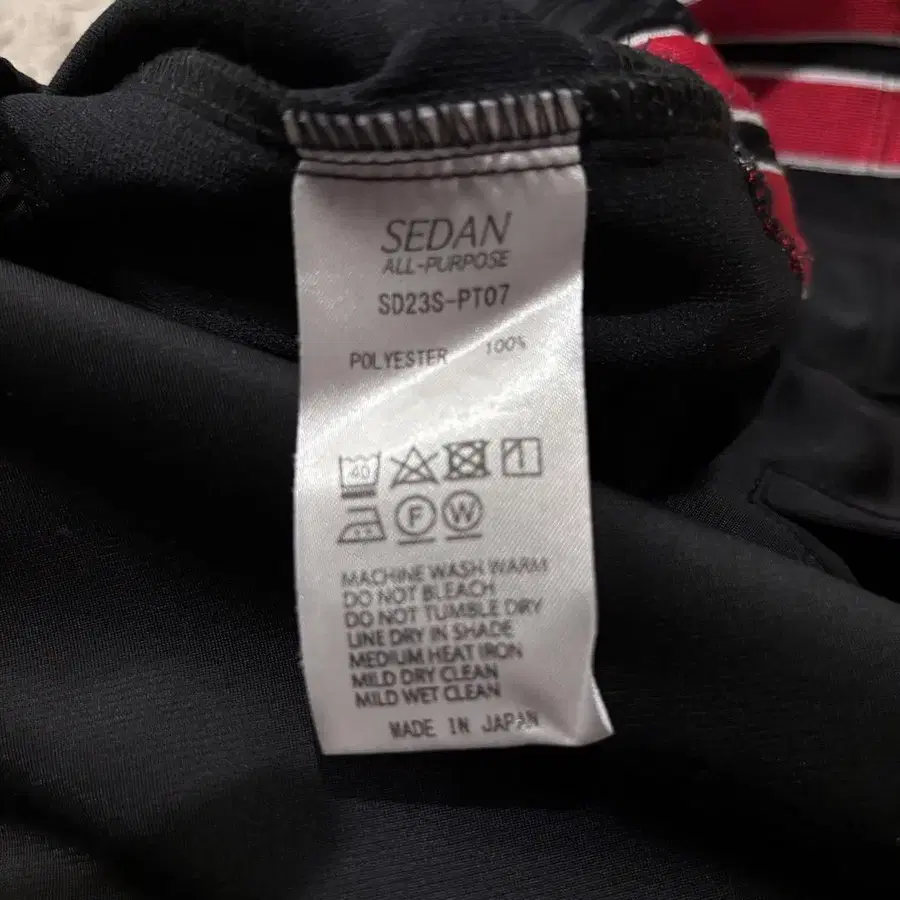 SEDAN
ALL-PURPOSE
SD23S-PT07
POLYESTER 100%
40
F W
MACHINE WASH WARM
DO NOT BLEACH
DO NOT TUMBLE DRY
LINE DRY IN SHADE
MEDIUM HEAT IRON
MILD DRY CLEAN
MILD WET CLEAN
MADE IN JAPAN